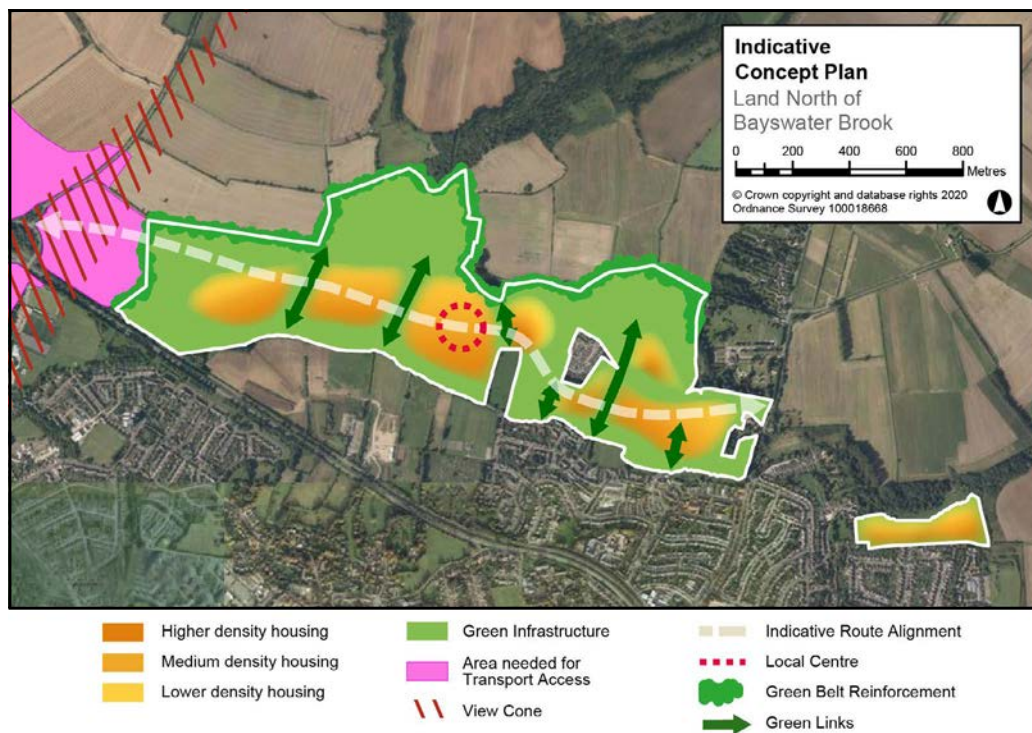 Indicative
Concept Plan
Land North of
Bayswater Brook
0 200 400 600 800
Metres
© Crown copyright and database rights 2020
Ordnance Survey 100018668
Higher density housing
Medium density housing
Lower density housing
Green Infrastructure
Area needed for
Transport Access
View Cone
Indicative Route Alignment
Local Centre
Green Belt Reinforcement
Green Links